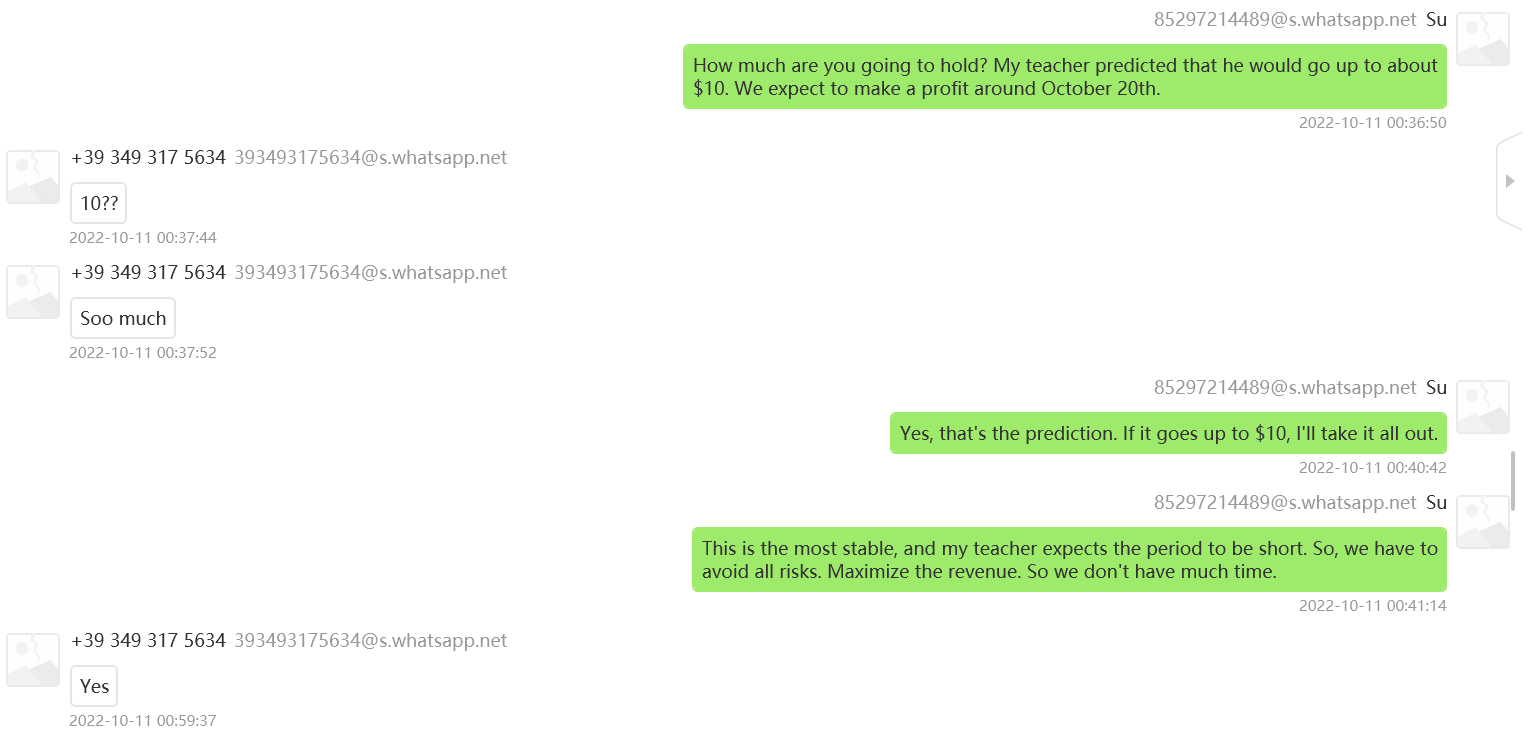 85297214489@s.whatsapp.net Su
How much are you going to hold? My teacher predicted that he would go up to about
$10. We expect to make a profit around October 20th.
2022-10-11 00:36:50
+39 349 317 5634 393493175634@s.whatsapp.net
10??
2022-10-11 00:37:44
+39 349 317 5634 393493175634@s.whatsapp.net
Soo much
2022-10-11 00:37:52
85297214489@s.whatsapp.net Su
Yes, that's the prediction. If it goes up to $10, I'll take it all out.
2022-10-11 00:40:42
85297214489@s.whatsapp.net Su
This is the most stable, and my teacher expects the period to be short. So, we have to
avoid all risks. Maximize the revenue. So we don't have much time.
2022-10-11 00:41:14
+39 349 317 5634 393493175634@s.whatsapp.net
Yes
2022-10-11 00:59:37